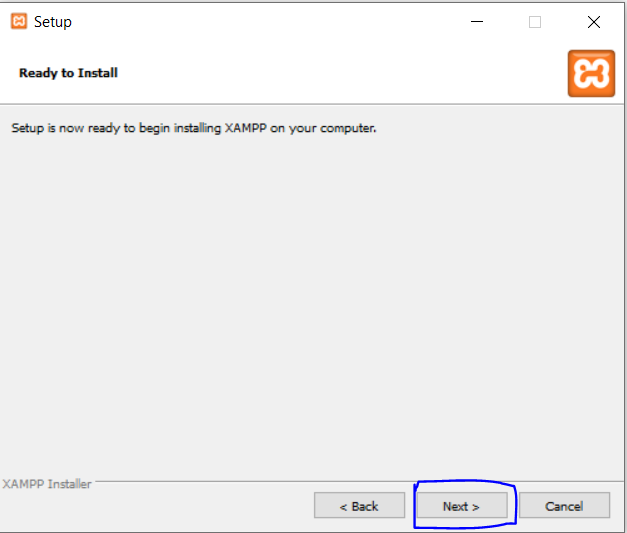 Setup
Ready to Install
Setup is now ready to begin installing XAMPP on your computer.
XAMPP Installer
< Back
Next >
Cancel